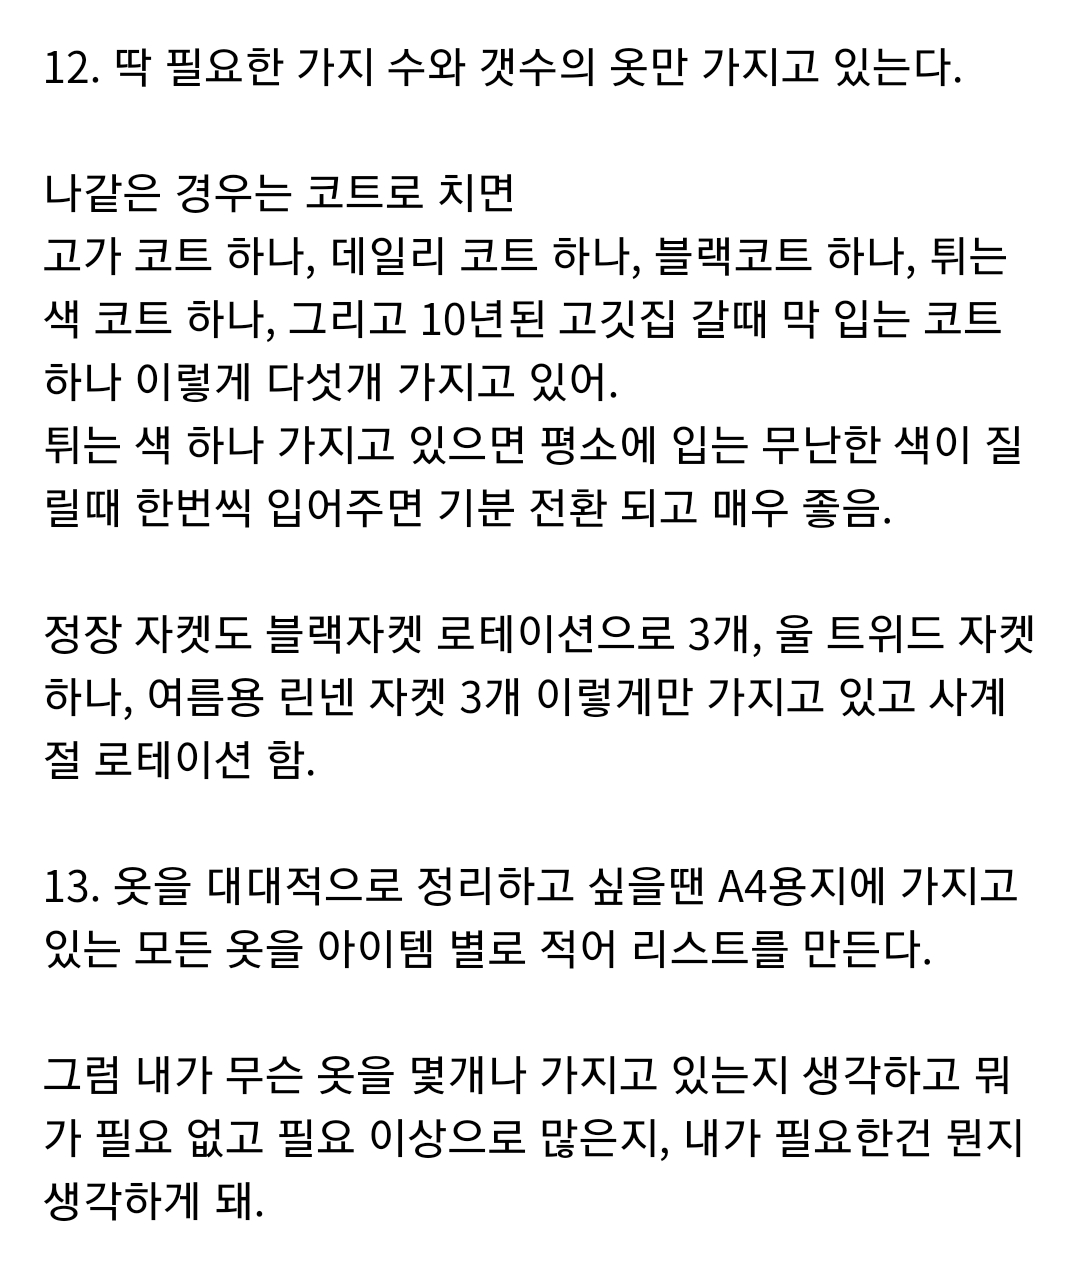 12. 딱 필요한 가지 수와 갯수의 옷만 가지고 있는다.
나같은 경우는 코트로 치면
고가 코트 하나, 데일리 코트 하나, 블랙코트 하나, 튀는
색 코트 하나, 그리고 10년된 고깃집 갈때 막 입는 코트
하나 이렇게 다섯개 가지고 있어.
튀는 색 하나 가지고 있으면 평소에 입는 무난한 색이 질
릴때 한번씩 입어주면 기분 전환 되고 매우 좋음.
정장 자켓도 블랙자켓 로테이션으로 3개, 울 트위드 자켓
하나, 여름용 린넨 자켓 3개 이렇게만 가지고 있고 사계
절 로테이션 함.
13. 옷을 대대적으로 정리하고 싶을땐 A4용지에 가지고
있는 모든 옷을 아이템 별로 적어 리스트를 만든다.
그럼 내가 무슨 옷을 몇개나 가지고 있는지 생각하고 뭐
가 필요 없고 필요 이상으로 많은지, 내가 필요한건 뭔지
생각하게 돼.